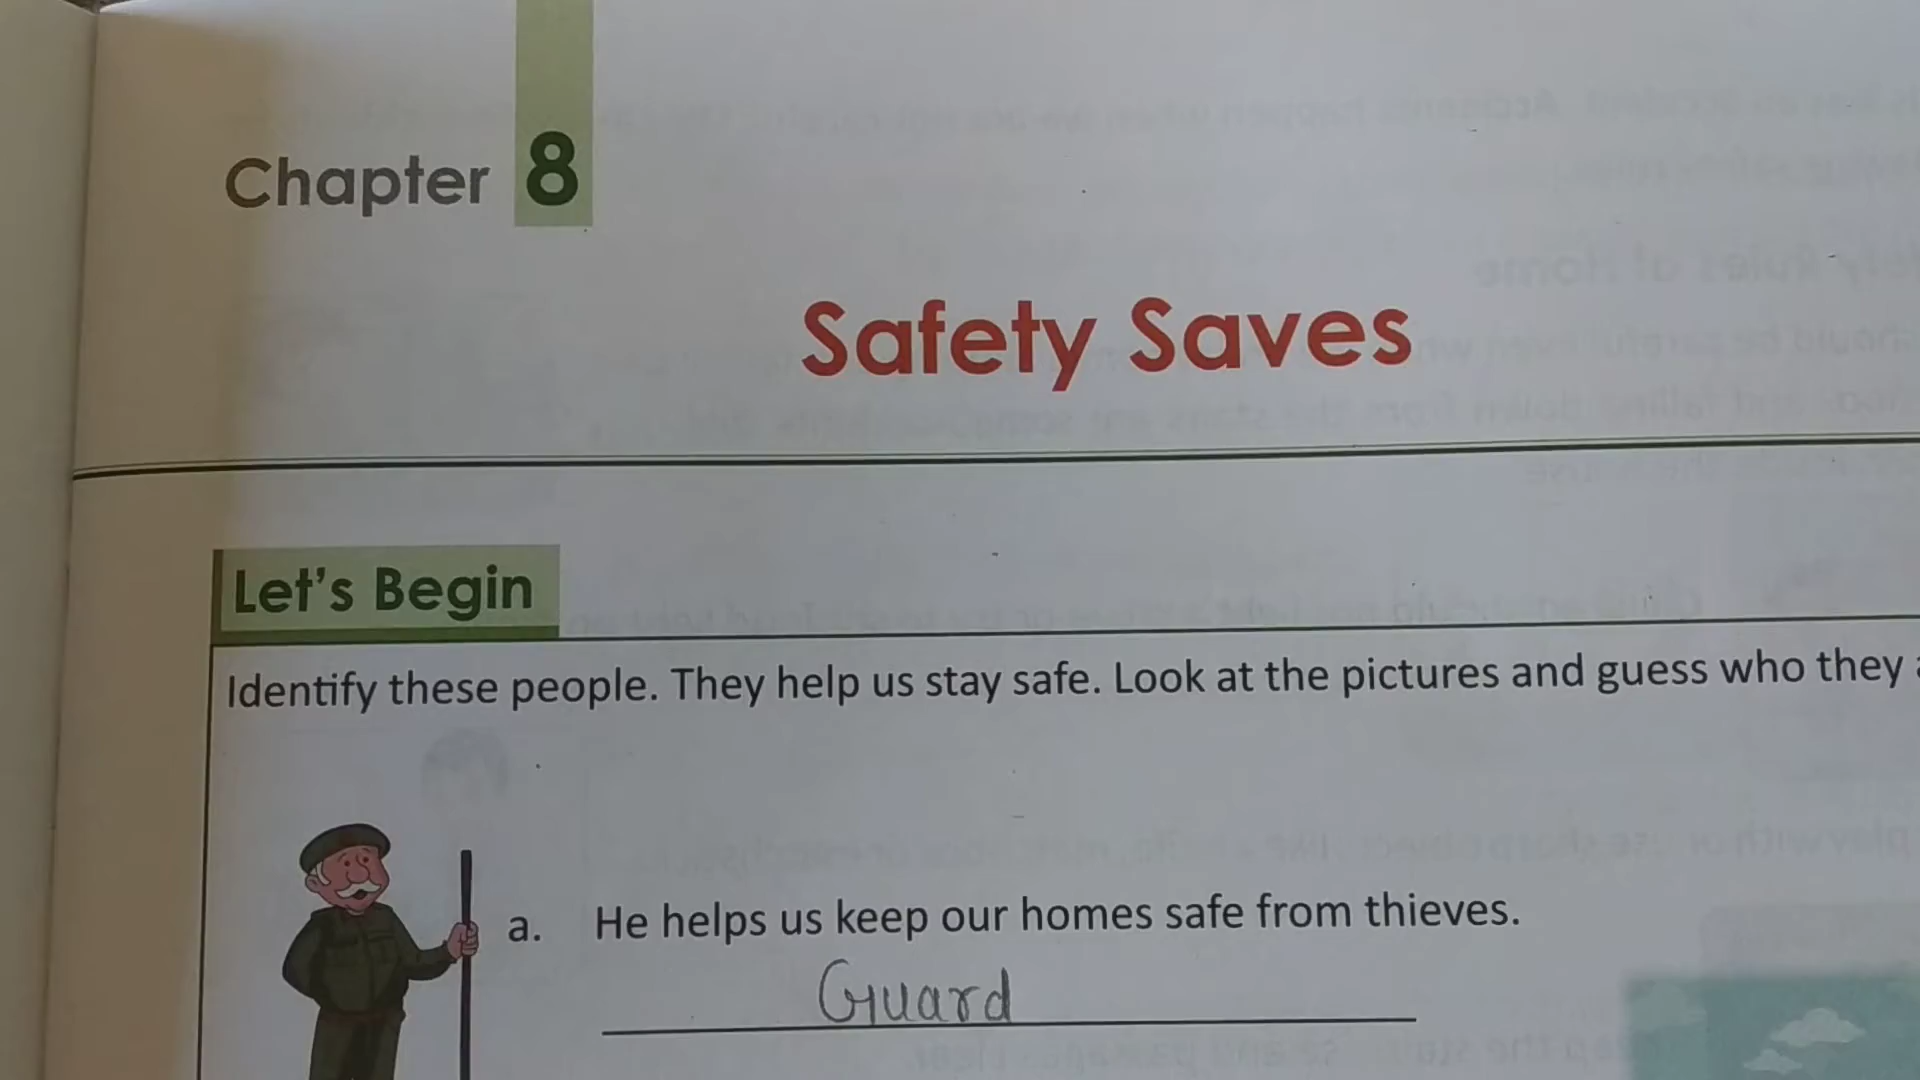 Chapter 8
Safety Saves
Let's Begin
Identify these people. They help us stay safe. Look at the pictures and guess who they
a. He helps us keep our homes safe from thieves.
Guard